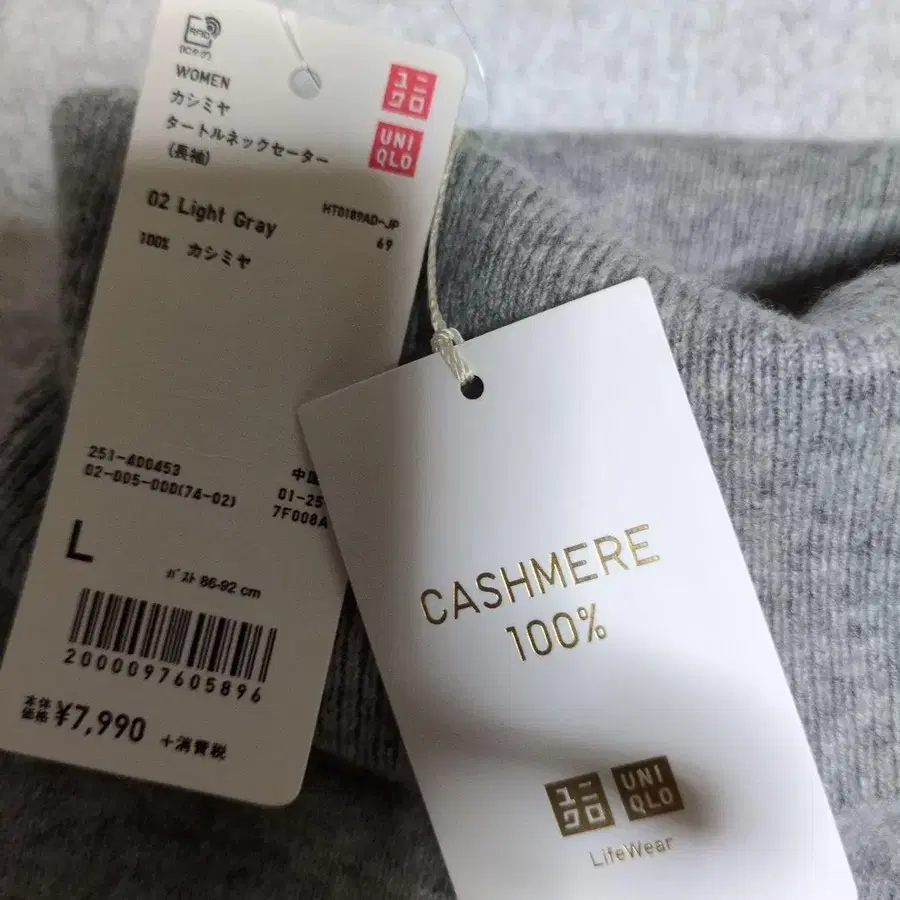 RFID
(ICタグ)
WOMEN
カシミヤ
タートルネックセーター
(長袖)
ユニ
クロ
UNI
QLO
02 Light Gray
HT0189AD-JP
69
100% カシミヤ
251-400453
02-005-000(74-02)
中国
01-25
7F008A
L
バスト 86-92 cm
2000097605896
本体
価格 ¥7,990 +消費税
CASHMERE
100%
ユニ
クロ
UNI
QLO
LifeWear